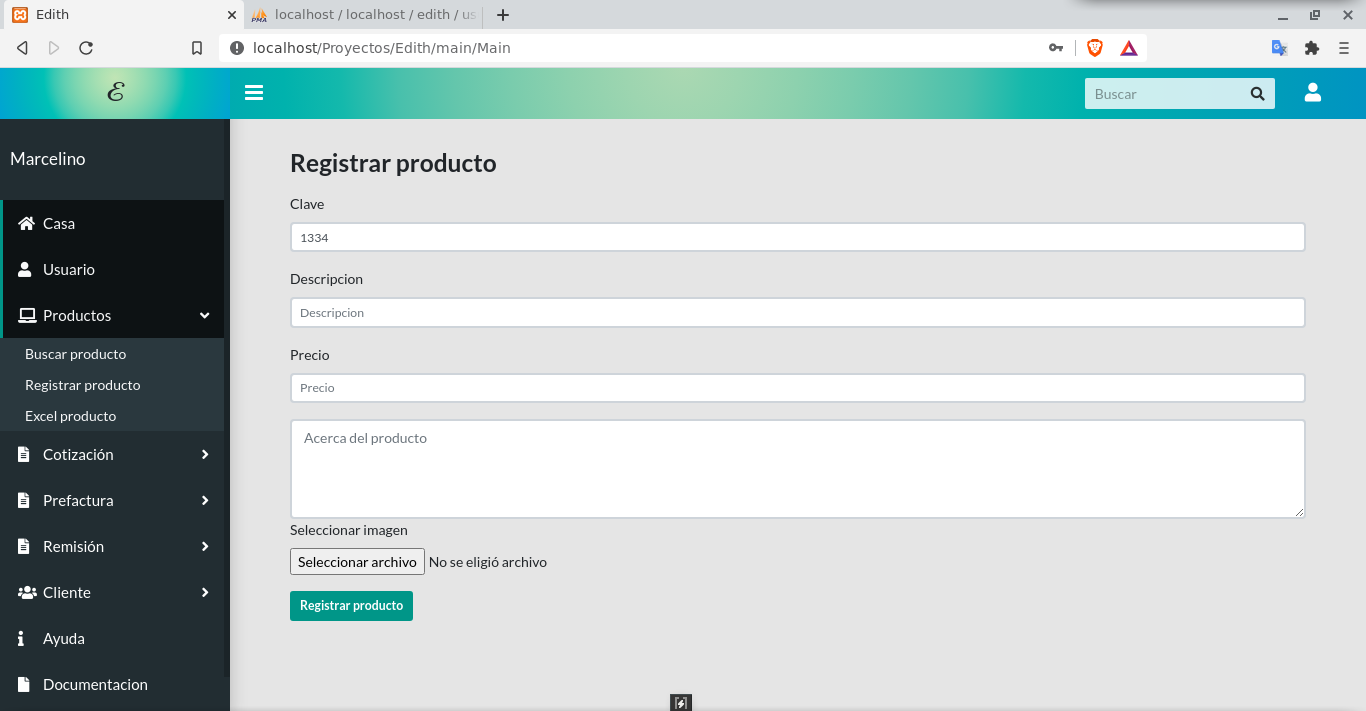 Edith
localhost / localhost / edith / us
localhost/Proyectos/Edith/main/Main
ℰ
Buscar
Marcelino
Casa
Usuario
Productos
Buscar producto
Registrar producto
Excel producto
Cotización
Prefactura
Remisión
Cliente
Ayuda
Documentacion
Registrar producto
Clave
1334
Descripcion
Descripcion
Precio
Precio
Acerca del producto
Seleccionar imagen
Seleccionar archivo No se eligió archivo
Registrar producto